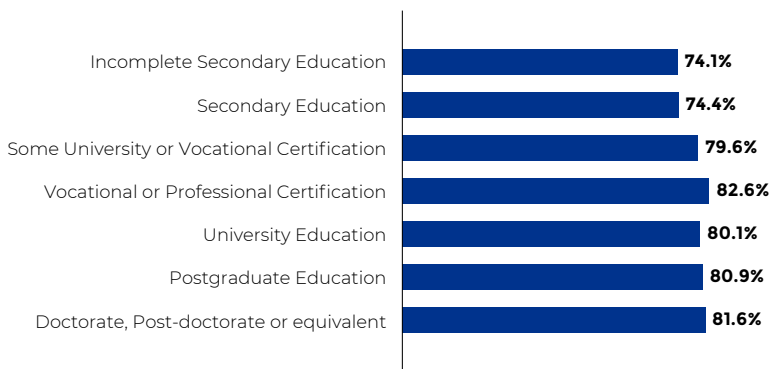 Incomplete Secondary Education 74.1%
Secondary Education 74.4%
Some University or Vocational Certification 79.6%
Vocational or Professional Certification 82.6%
University Education 80.1%
Postgraduate Education 80.9%
Doctorate, Post-doctorate or equivalent 81.6%